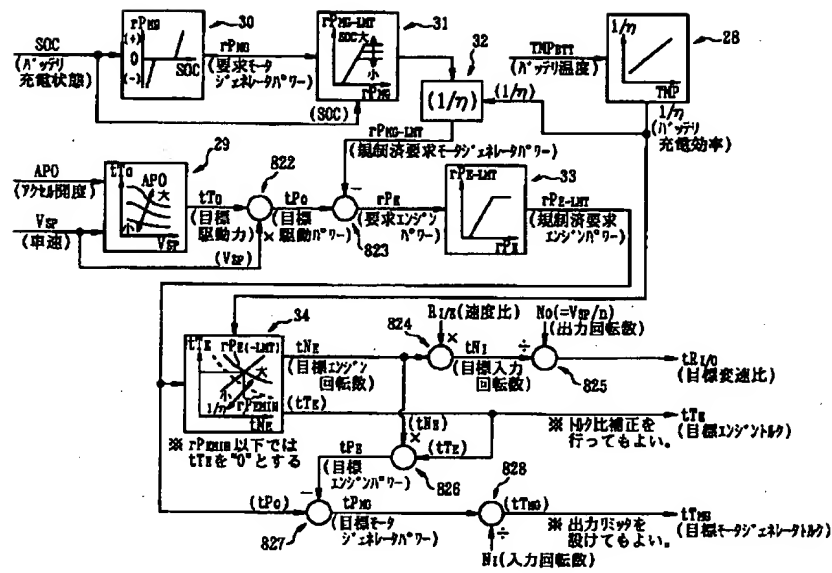 30
31
rPMG
(+)
0
(-)
SOC
SOC
(バッテリ
充電状態)
rPMG
(要求モータ
ジェネレータパワー)
rPMG-LMT
SOC大
小
rPMG
(SOC)
32
(1/η)
(1/η)
TMPBTT
(バッテリ温度)
28
1/η
TMP
1/η
(バッテリ
充電効率)
rPMG-LMT
(規制済要求モータジェネレータパワー)
29
APO
(アクセル開度)
VSP
(車速)
tTO
APO
大
小
VSP
tTO
(目標
駆動力)
(VSP)
822
×
tPO
(目標
駆動パワー)
−
823
rPE
(要求エンジン
パワー)
33
rPE-LMT
rPE
rPE-LMT
(規制済要求
エンジンパワー)
34
tTE
rPE(-LMT)
大
小
1/η
rPEMIN
tNE
※ rPEMIN以下では
tTEを"0"とする
tNE
(目標エンジン
回転数)
(tTE)
824
RI/E(速度比)
×
tNI
(目標入力
回転数)
NO(=VSP/n)
(出力回転数)
÷
825
tRI/O
(目標変速比)
※ トルク比補正を
行ってもよい。
tTE
(目標エンジントルク)
(tNE)
×
(tTE)
826
tPE
(目標
エンジンパワー)
−
(tPO)
827
tPMG
(目標モータ
ジェネレータパワー)
828
÷
NI(入力回転数)
(tTMG)
※ 出力リミッタを
設けてもよい。
tTMG
(目標モータジェネレータトルク)